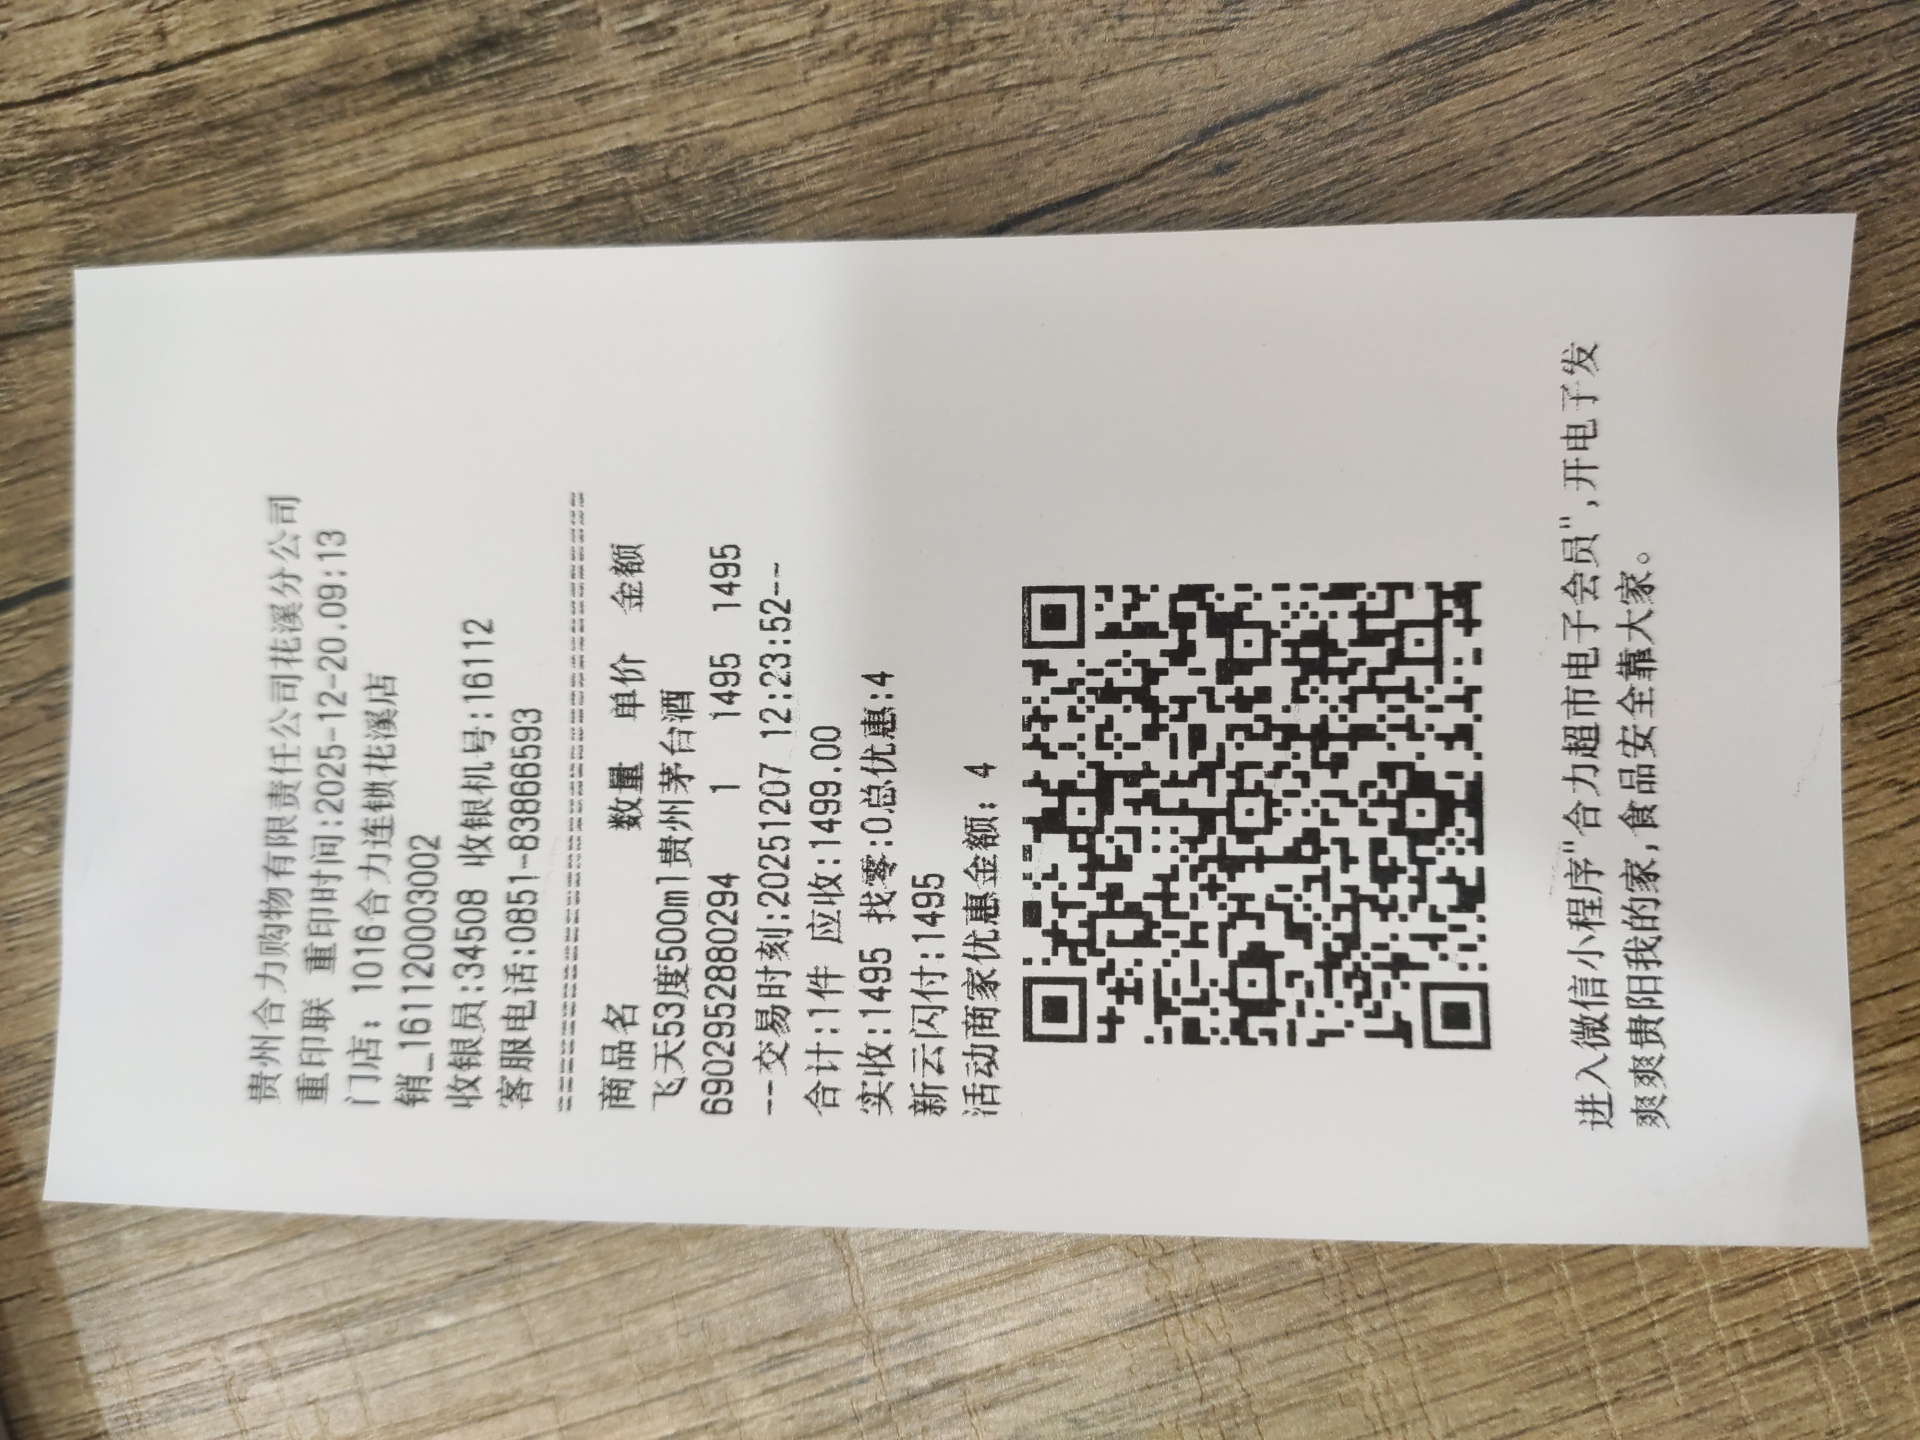 贵州合力购物有限责任公司花溪分公司
重印联 重印时间:2025-12-20.09:13
门店: 1016合力连锁花溪店
销_161120003002
收银员:34508 收银机号:16112
客服电话:0851-83866593
================================
商品名 数量 单价 金额
飞天53度500ml贵州茅台酒
6902952880294 1 1495 1495
---交易时刻:20251207 12:23:52--
合计:1件 应收:1499.00
实收:1495 找零:0总优惠:4
新云闪付:1495
活动商家优惠金额: 4
进入微信小程序"合力超市电子会员",开电子发
爽爽贵阳我的家,食品安全靠大家。